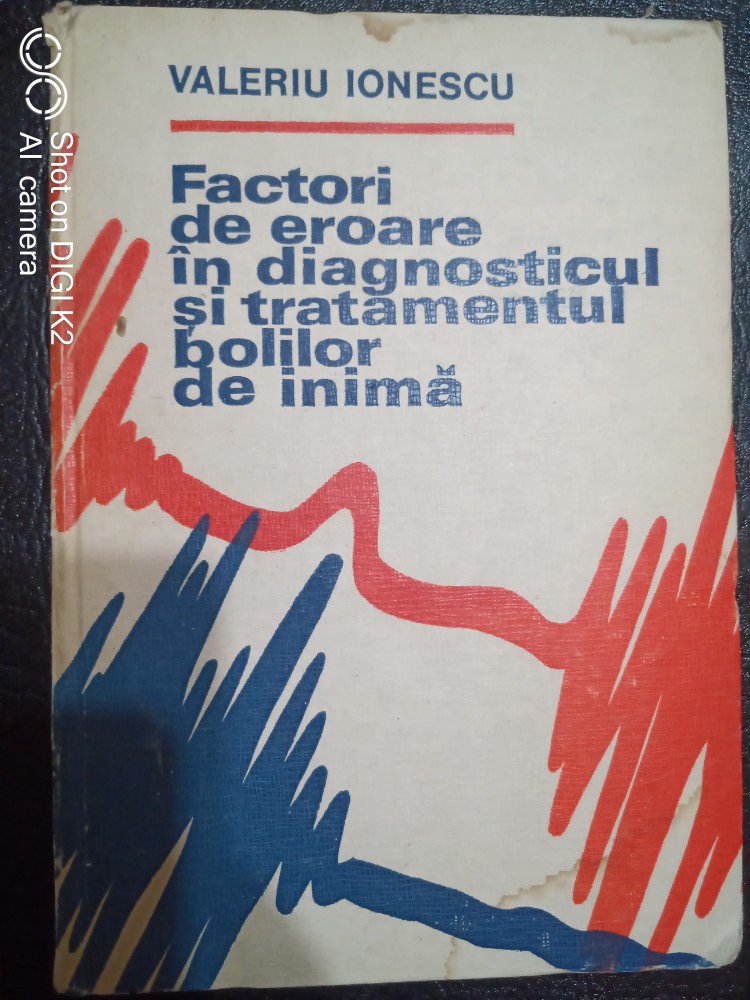 VALERIU IONESCU
Factori
de eroare
în diagnosticul
și tratamentul
bolilor
de inimă
Shot on DIGI K2
AI camera